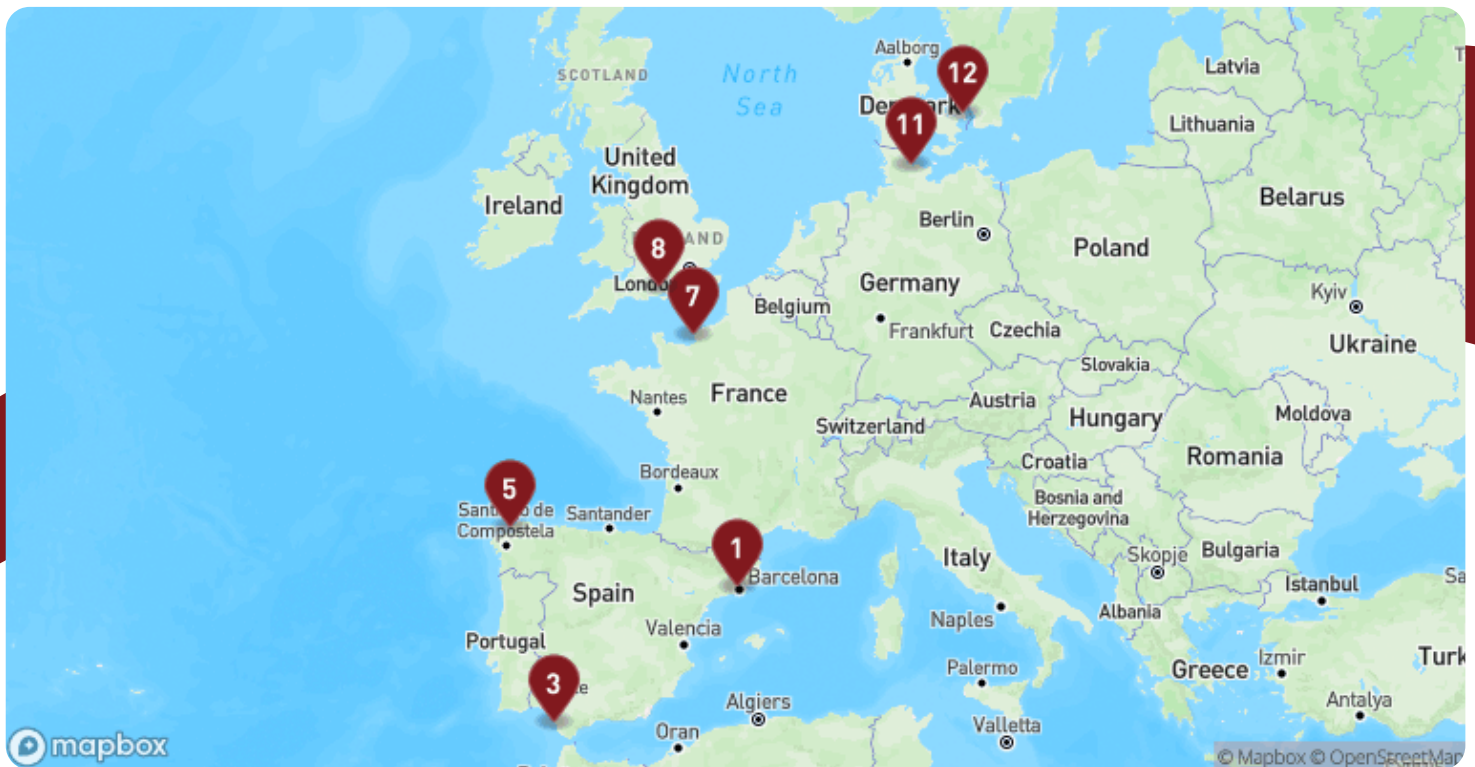 Aalborg
SCOTLAND
North
Sea
12
Latvia
11
Lithuania
United
Kingdom
Ireland
Belarus
Berlin
8
Poland
7
Germany
Belgium
Kyiv
Frankfurt
Czechia
Ukraine
Slovakia
France
Nantes
Austria
Switzerland
Hungary
Moldova
Croatia
Romania
Bordeaux
5
Bosnia and
Herzegovina
Santander
Compostela
1
Italy
Skopje
Bulgaria
Barcelona
Istanbul
Spain
Albania
Naples
Valencia
Portugal
Izmir
Greece
Turk
Palermo
3
Algiers
Antalya
Valletta
Oran
mapbox
© Mapbox © OpenStreetMap